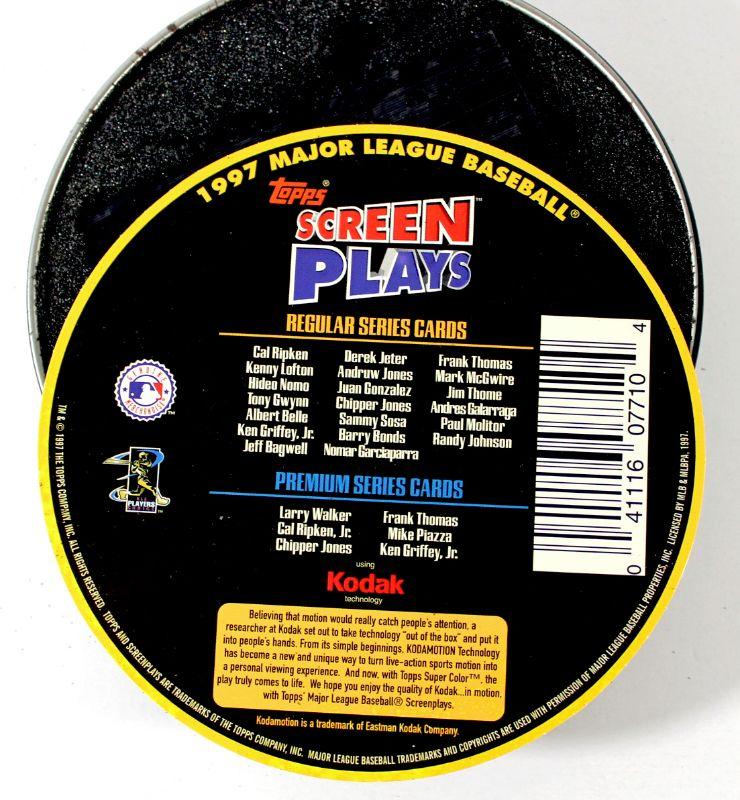 1997 MAJOR LEAGUE BASEBALL®
Topps®
SCREEN™
PLAYS
REGULAR SERIES CARDS
Cal Ripken
Kenny Lofton
Hideo Nomo
Tony Gwynn
Albert Belle
Ken Griffey, Jr.
Jeff Bagwell
Derek Jeter
Andruw Jones
Juan Gonzalez
Chipper Jones
Sammy Sosa
Barry Bonds
Nomar Garciaparra
Frank Thomas
Mark McGwire
Jim Thome
Andres Galarraga
Paul Molitor
Randy Johnson
PREMIUM SERIES CARDS
Larry Walker
Cal Ripken, Jr.
Chipper Jones
Frank Thomas
Mike Piazza
Ken Griffey, Jr.
using
Kodak
technology
Believing that motion would really catch people's attention, a
researcher at Kodak set out to take technology "out of the box" and put it
into people's hands. From its simple beginnings, KODAMOTION Technology
has become a new and unique way to turn live-action sports motion into
a personal viewing experience. And now, with Topps Super Color™, the
play truly comes to life. We hope you enjoy the quality of Kodak...in motion,
with Topps' Major League Baseball® Screenplays.
Kodamotion is a trademark of Eastman Kodak Company.
GENUINE
MERCHANDISE
TM
PLAYERS
CHOICE
0 41116 07710 4
TM & © 1997 THE TOPPS COMPANY, INC. ALL RIGHTS RESERVED. TOPPS AND SCREENPLAYS ARE TRADEMARKS OF THE TOPPS COMPANY, INC. MAJOR LEAGUE BASEBALL TRADEMARKS AND COPYRIGHTS ARE USED WITH PERMISSION OF MAJOR LEAGUE BASEBALL PROPERTIES, INC. LICENSED BY MLB & MLBPA, 1997.